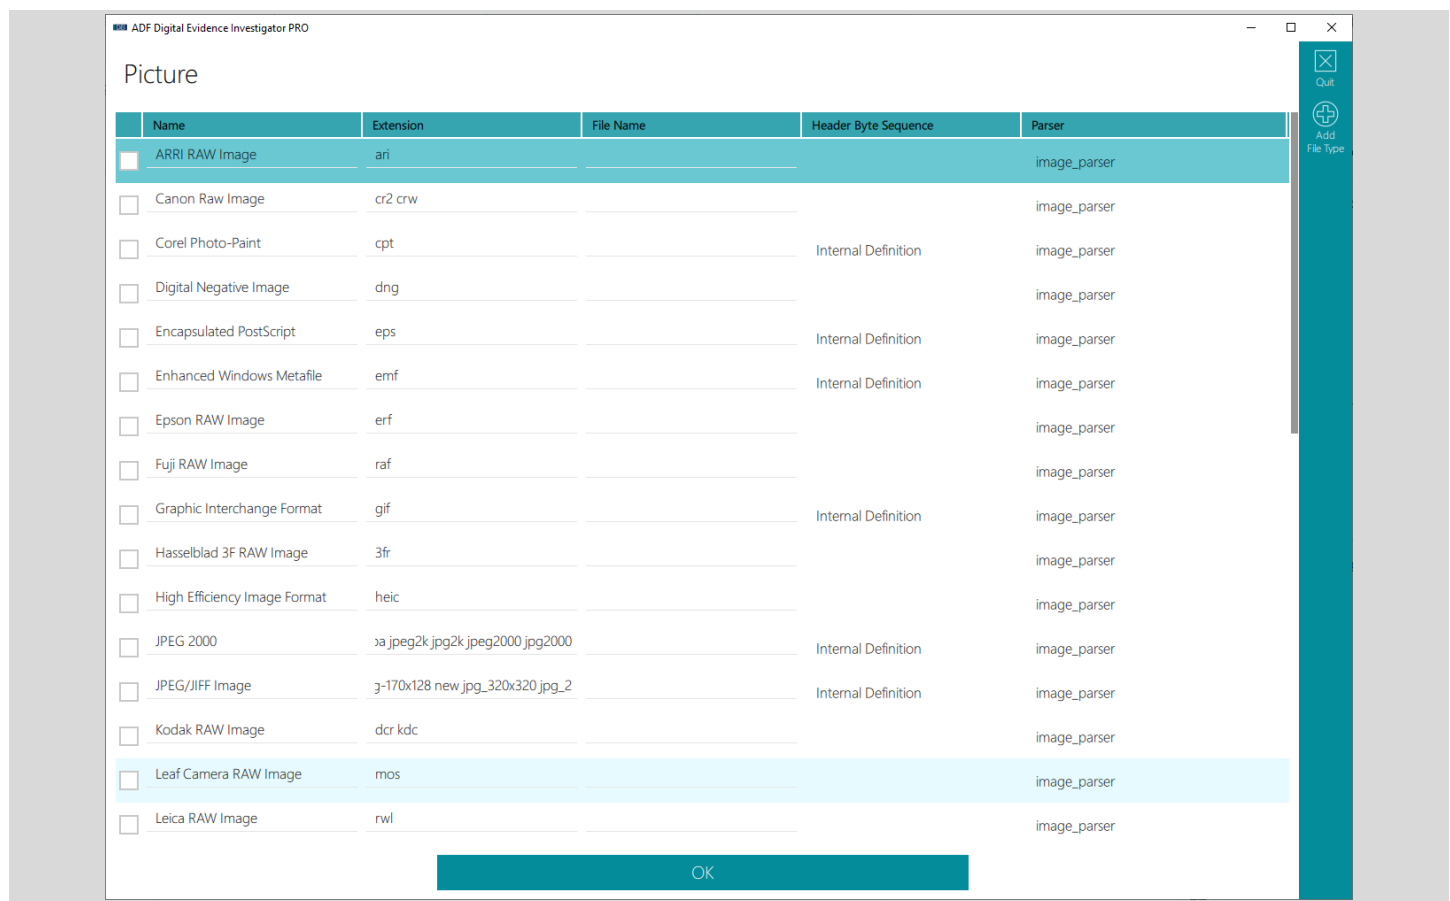 ADF Digital Evidence Investigator PRO
Picture
Quit
Add
File Type
Name Extension File Name Header Byte Sequence Parser
ARRI RAW Image ari image_parser
Canon Raw Image cr2 crw image_parser
Corel Photo-Paint cpt Internal Definition image_parser
Digital Negative Image dng image_parser
Encapsulated PostScript eps Internal Definition image_parser
Enhanced Windows Metafile emf Internal Definition image_parser
Epson RAW Image erf image_parser
Fuji RAW Image raf image_parser
Graphic Interchange Format gif Internal Definition image_parser
Hasselblad 3F RAW Image 3fr image_parser
High Efficiency Image Format heic image_parser
JPEG 2000 jpeg2k jpg2k jpeg2000 jpg2000 Internal Definition image_parser
JPEG/JIFF Image g-170x128 new jpg_320x320 jpg_2 Internal Definition image_parser
Kodak RAW Image dcr kdc image_parser
Leaf Camera RAW Image mos image_parser
Leica RAW Image rwl image_parser
OK